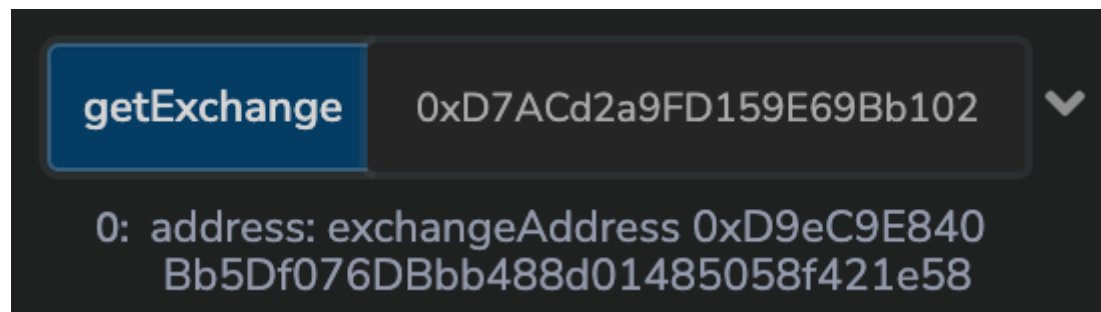 getExchange 0xD7ACd2a9FD159E69Bb102
0: address: exchangeAddress 0xD9eC9E840
Bb5Df076DBbb488d01485058f421e58